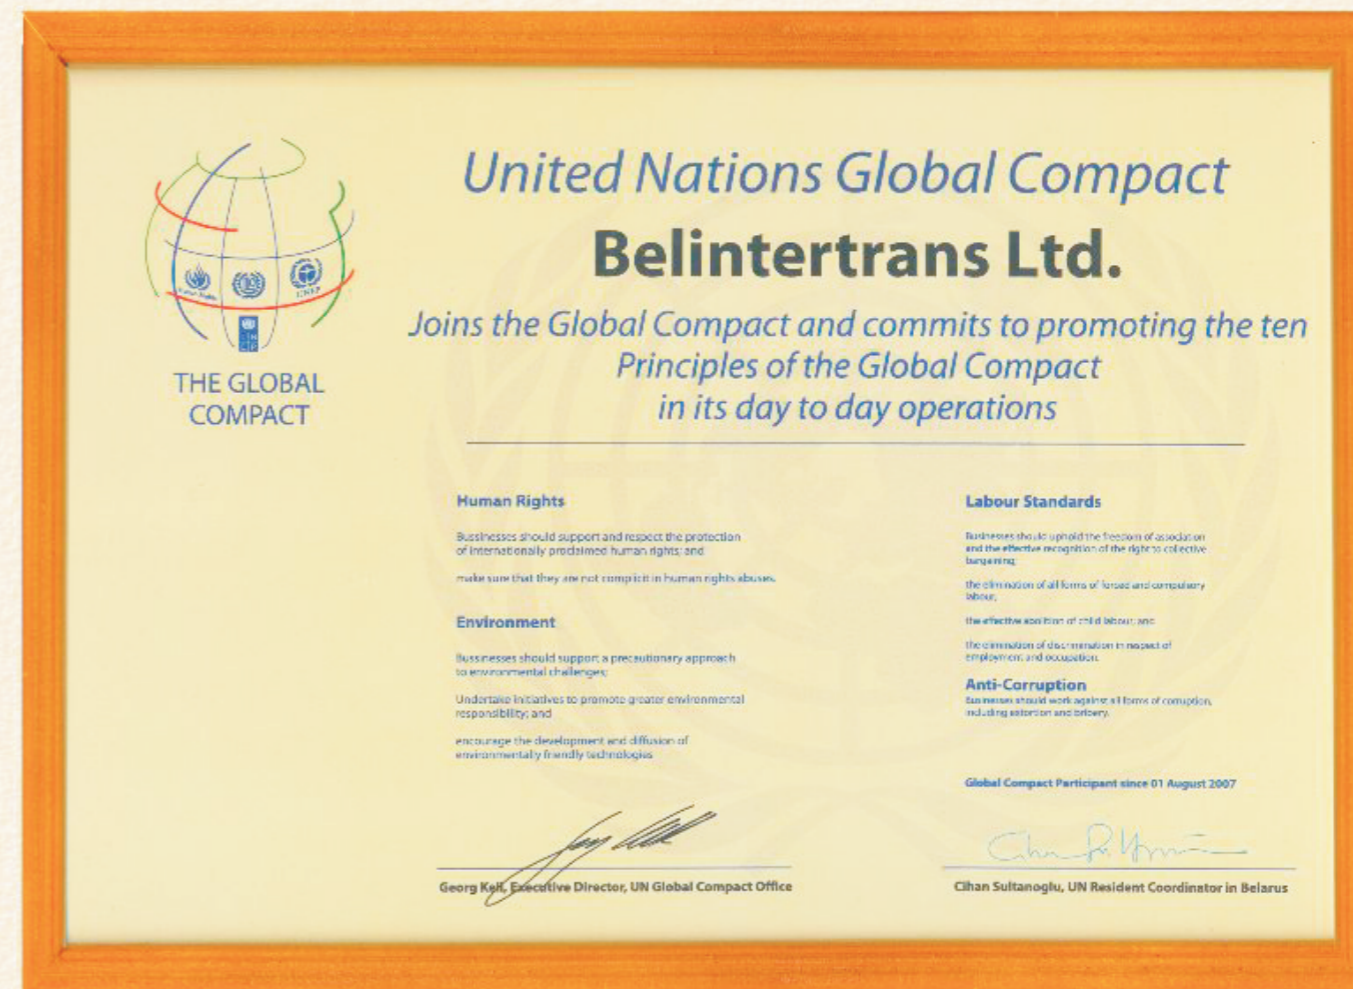 United Nations Global Compact
Belintertrans Ltd.
Joins the Global Compact and commits to promoting the ten
Principles of the Global Compact
in its day to day operations
THE GLOBAL
COMPACT
UNEP
Human Rights
Bussinesses should support and respect the protection
of internationally proclaimed human rights; and
make sure that they are not complicit in human rights abuses.
Environment
Bussinesses should support a precautionary approach
to environmental challenges;
Undertake initiatives to promote greater environmental
responsibility; and
encourage the development and diffusion of
environmentally friendly technologies
Labour Standards
Businesses should uphold the freedom of association
and the effective recognition of the right to collective
bargaining;
the elimination of all forms of forced and compulsory
labour;
the effective abolition of child labour; and
the elimination of discrimination in respect of
employment and occupation.
Anti-Corruption
Businesses should work against all forms of corruption,
including extortion and bribery.
Global Compact Participant since 01 August 2007
Georg Kell, Executive Director, UN Global Compact Office
Cihan Sultanoglu, UN Resident Coordinator in Belarus